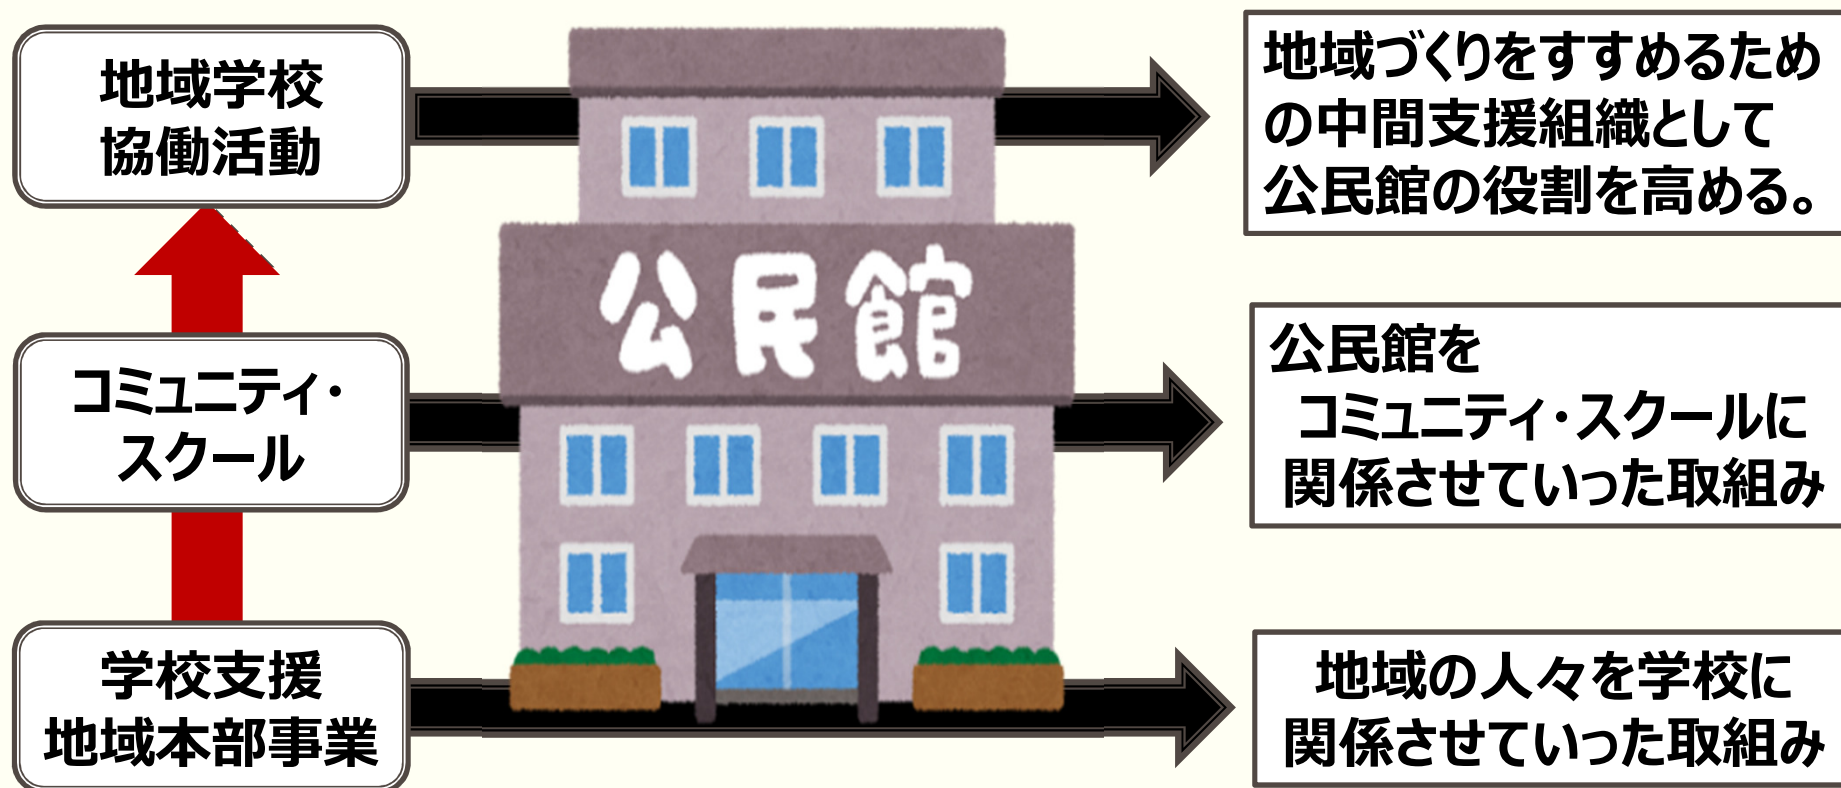 地域学校
協働活動
地域づくりをすすめるため
の中間支援組織として
公民館の役割を高める。
公民館
コミュニティ・
スクール
公民館を
コミュニティ・スクールに
関係させていった取組み
学校支援
地域本部事業
地域の人々を学校に
関係させていった取組み